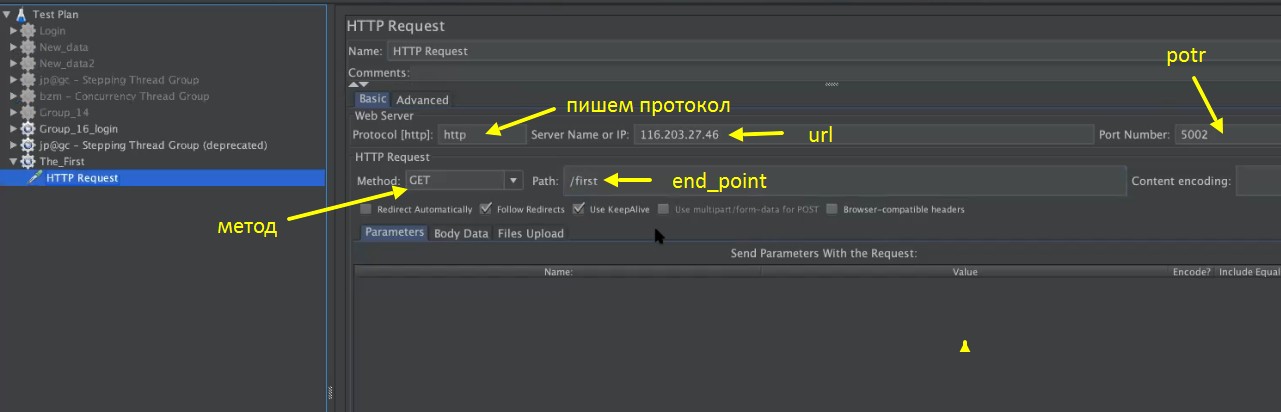 Test Plan
Login
New_data
New_data2
jp@gc - Stepping Thread Group
bzm - Concurrency Thread Group
Group_14
Group_16_login
jp@gc - Stepping Thread Group (deprecated)
The_First
HTTP Request
HTTP Request
Name: HTTP Request
Comments:
potr
Basic Advanced
пишем протокол
Web Server
Protocol [http]: http Server Name or IP: 116.203.27.46 url Port Number: 5002
HTTP Request
Method: GET Path: /first end_point Content encoding:
Redirect Automatically Follow Redirects Use KeepAlive Use multipart/form-data for POST Browser-compatible headers
метод
Parameters Body Data Files Upload
Send Parameters With the Request:
Name: Value Encode? Include Equal